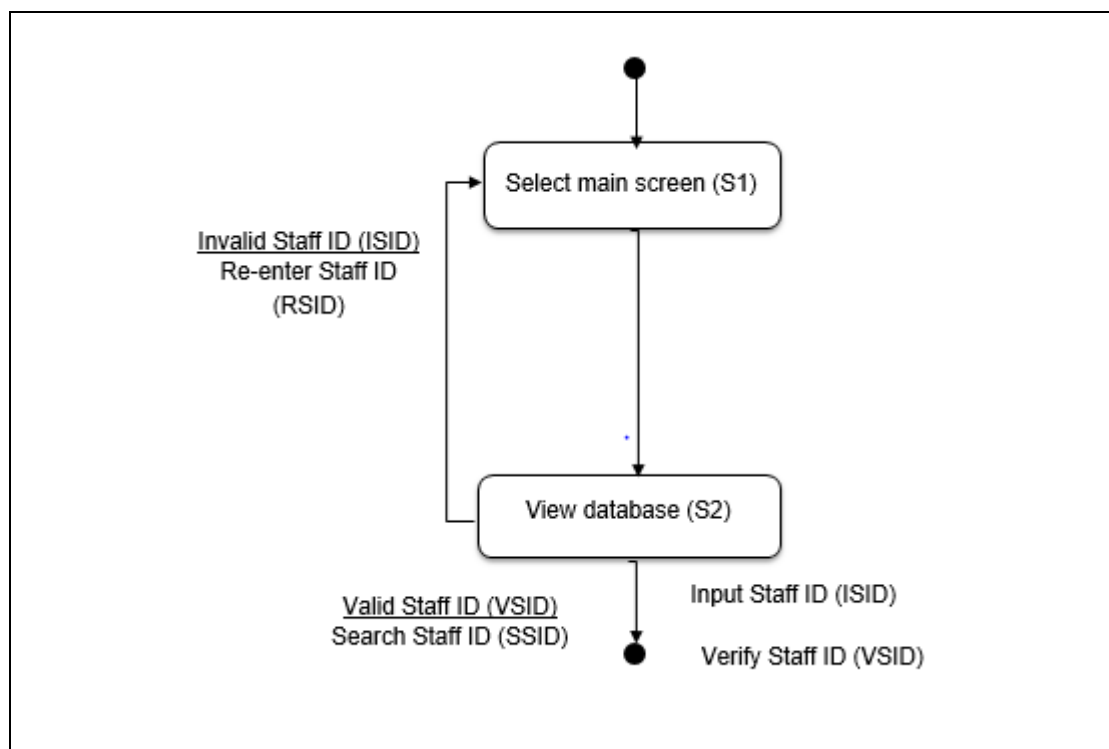 Select main screen (S1)
Invalid Staff ID (ISID)
Re-enter Staff ID
(RSID)
View database (S2)
Valid Staff ID (VSID)
Search Staff ID (SSID)
Input Staff ID (ISID)
Verify Staff ID (VSID)